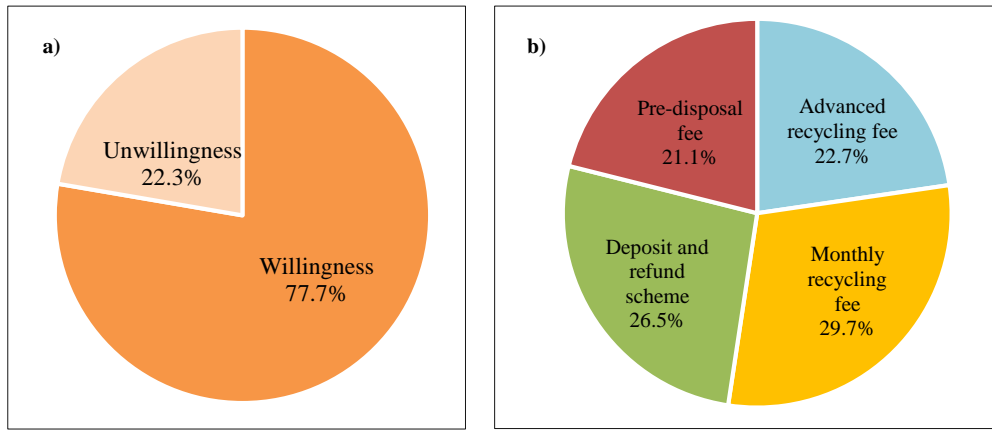 a)
Unwillingness
22.3%
Willingness
77.7%
b)
Pre-disposal
fee
21.1%
Advanced
recycling fee
22.7%
Deposit and
refund
scheme
26.5%
Monthly
recycling
fee
29.7%